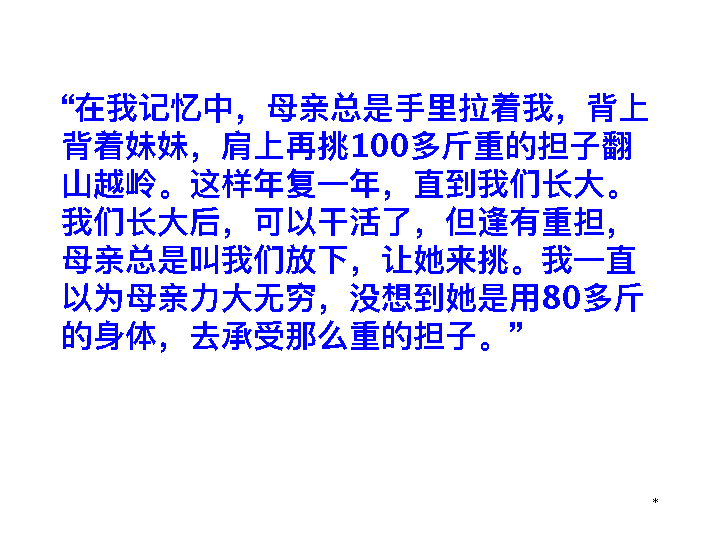 “在我记忆中，母亲总是手里拉着我，背上
背着妹妹，肩上再挑100多斤重的担子翻
山越岭。这样年复一年，直到我们长大。
我们长大后，可以干活了，但逢有重担，
母亲总是叫我们放下，让她来挑。我一直
以为母亲力大无穷，没想到她是用80多斤
的身体，去承受那么重的担子。”
*